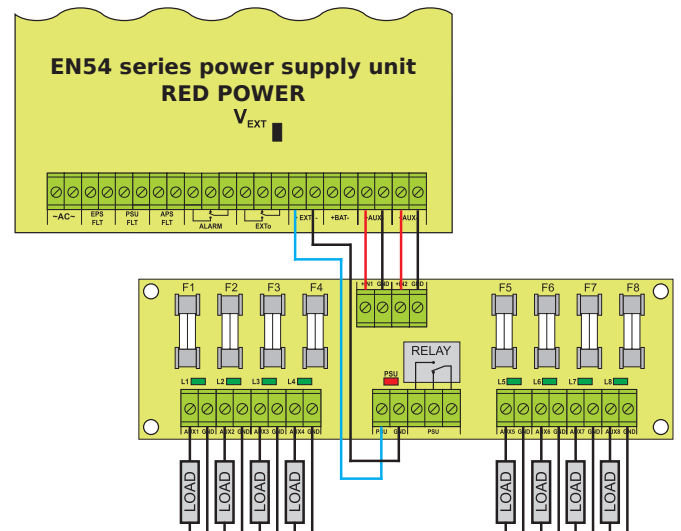 EN54 series power supply unit
RED POWER
VEXT
~AC~ EPS FLT PSU FLT APS FLT ALARM EXTo + EXTi - +BAT- +AUX- +AUX-
+IN1 GND +IN2 GND
F1 F2 F3 F4 F5 F6 F7 F8
RELAY
PSU
L1 L2 L3 L4 L5 L6 L7 L8
AUX1 GND AUX2 GND AUX3 GND AUX4 GND PSU GND PSU AUX5 GND AUX6 GND AUX7 GND AUX8 GND
LOAD LOAD LOAD LOAD LOAD LOAD LOAD LOAD